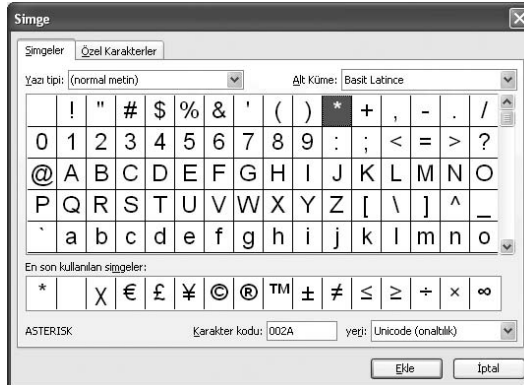 Simge
Simgeler Özel Karakterler
Yazı tipi: (normal metin) Alt Küme: Basit Latince
! " # $ % & ' ( ) * + , - . /
0 1 2 3 4 5 6 7 8 9 : ; < = > ?
@ A B C D E F G H I J K L M N O
P Q R S T U V W X Y Z [ \ ] ^ _
` a b c d e f g h i j k l m n o
En son kullanılan simgeler:
* χ € £ ¥ © ® ™ ± ≠ ≤ ≥ ÷ × ∞
ASTERISK Karakter kodu: 002A yeri: Unicode (onaltılık)
Ekle İptal